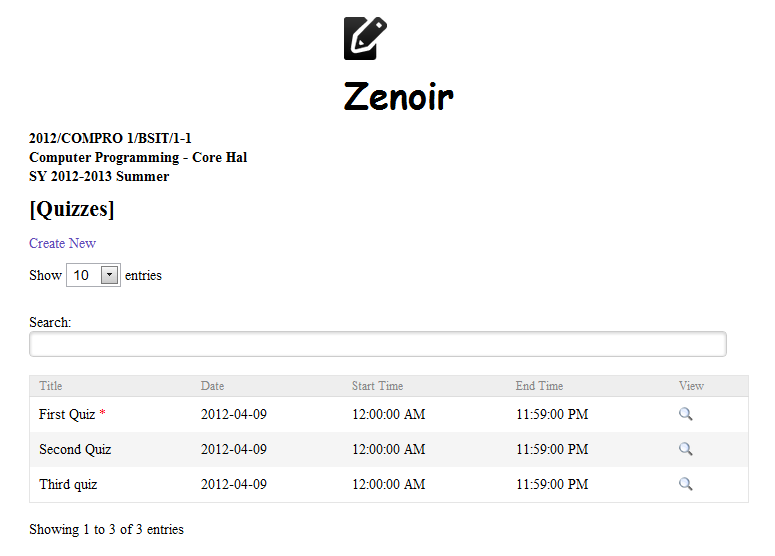 Zenoir
2012/COMPRO 1/BSIT/1-1
Computer Programming - Core Hal
SY 2012-2013 Summer
[Quizzes]
Create New
Show 10 entries
Search:
Title Date Start Time End Time View
First Quiz * 2012-04-09 12:00:00 AM 11:59:00 PM
Second Quiz 2012-04-09 12:00:00 AM 11:59:00 PM
Third quiz 2012-04-09 12:00:00 AM 11:59:00 PM
Showing 1 to 3 of 3 entries